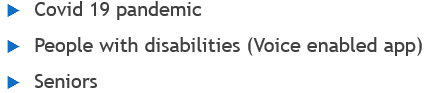 Covid 19 pandemic
People with disabilities (Voice enabled app)
Seniors